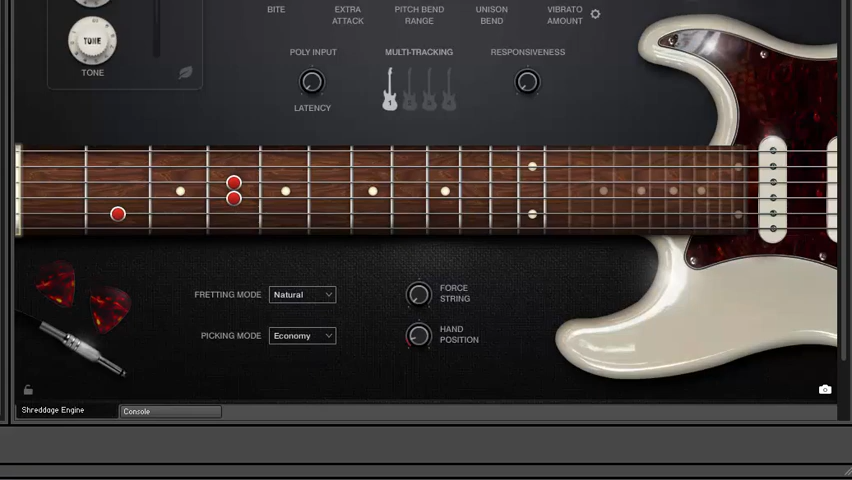 BITE
EXTRA
ATTACK
PITCH BEND
RANGE
UNISON
BEND
VIBRATO
AMOUNT
TONE
TONE
POLY INPUT
LATENCY
MULTI-TRACKING
RESPONSIVENESS
FRETTING MODE
Natural
FORCE
STRING
PICKING MODE
Economy
HAND
POSITION
Shreddage Engine
Console